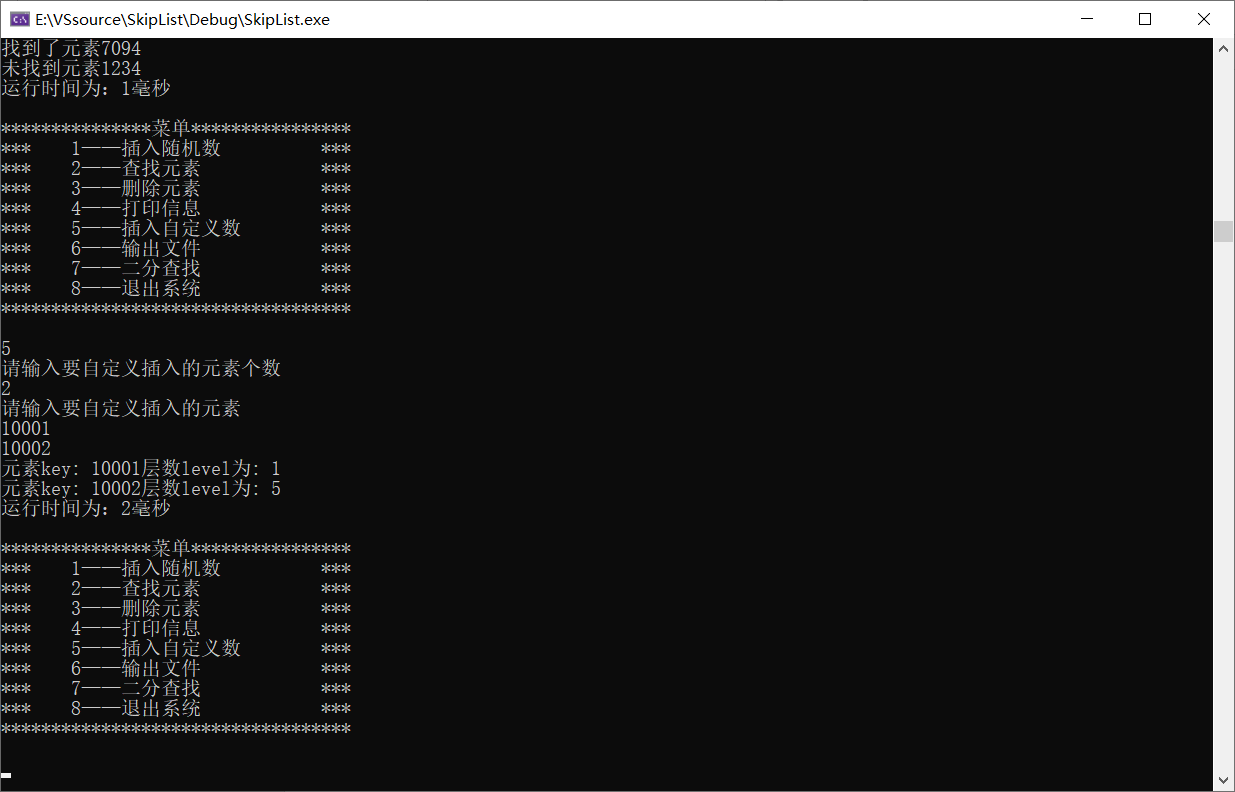 E:\VSsource\SkipList\Debug\SkipList.exe
找到了元素7094
未找到元素1234
运行时间为: 1毫秒
***************菜单****************
***    1——插入随机数          ***
***    2——查找元素            ***
***    3——删除元素            ***
***    4——打印信息            ***
***    5——插入自定义数        ***
***    6——输出文件            ***
***    7——二分查找            ***
***    8——退出系统            ***
***********************************
5
请输入要自定义插入的元素个数
2
请输入要自定义插入的元素
10001
10002
元素key: 10001层数level为: 1
元素key: 10002层数level为: 5
运行时间为: 2毫秒
***************菜单****************
***    1——插入随机数          ***
***    2——查找元素            ***
***    3——删除元素            ***
***    4——打印信息            ***
***    5——插入自定义数        ***
***    6——输出文件            ***
***    7——二分查找            ***
***    8——退出系统            ***
***********************************